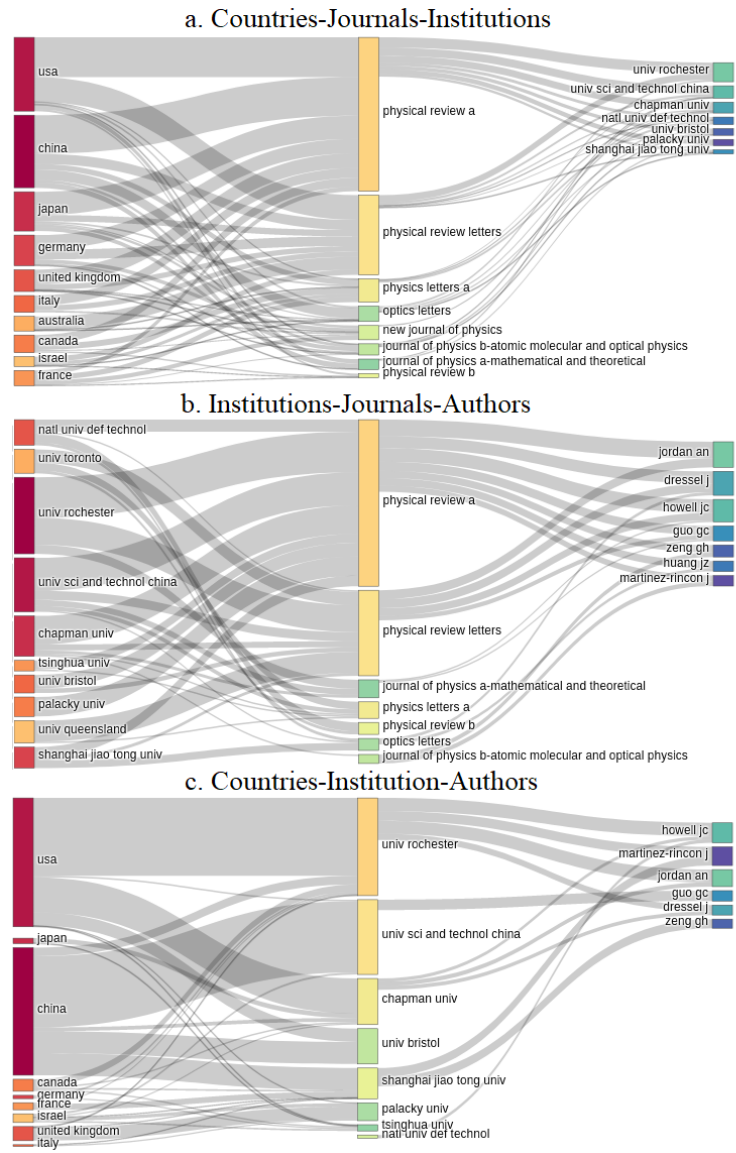 a. Countries-Journals-Institutions
usa
china
japan
germany
united kingdom
italy
australia
canada
israel
france
physical review a
physical review letters
physics letters a
optics letters
new journal of physics
journal of physics b-atomic molecular and optical physics
journal of physics a-mathematical and theoretical
physical review b
univ rochester
univ sci and technol china
chapman univ
natl univ def technol
univ bristol
palacky univ
shanghai jiao tong univ
b. Institutions-Journals-Authors
natl univ def technol
univ toronto
univ rochester
univ sci and technol china
chapman univ
tsinghua univ
univ bristol
palacky univ
univ queensland
shanghai jiao tong univ
physical review a
physical review letters
journal of physics a-mathematical and theoretical
physics letters a
physical review b
optics letters
journal of physics b-atomic molecular and optical physics
jordan an
dressel j
howell jc
guo gc
zeng gh
huang jz
martinez-rincon j
c. Countries-Institution-Authors
usa
japan
china
canada
germany
france
israel
united kingdom
italy
univ rochester
univ sci and technol china
chapman univ
univ bristol
shanghai jiao tong univ
palacky univ
tsinghua univ
natl univ def technol
howell jc
martinez-rincon j
jordan an
guo gc
dressel j
zeng gh